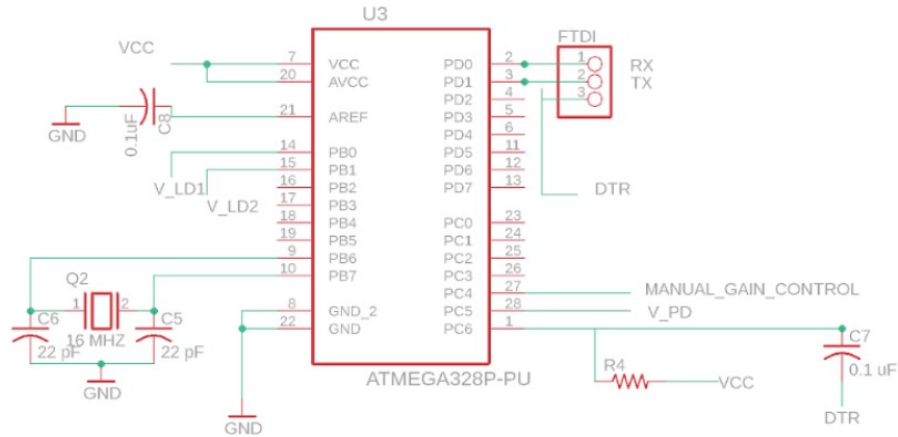 U3
VCC
7 VCC
20 AVCC
21 AREF
0.1uF C8
GND
14 PB0
15 PB1
16 PB2
17 PB3
18 PB4
19 PB5
9 PB6
10 PB7
8 GND_2
22 GND
V_LD1
V_LD2
Q2
1 2
C6 C5
16 MHZ
22 pF 22 pF
GND
GND
PD0 2
PD1 3
PD2 4
PD3 5
PD4 6
PD5 11
PD6 12
PD7 13
PC0 23
PC1 24
PC2 25
PC3 26
PC4 27
PC5 28
PC6 1
ATMEGA328P-PU
FTDI
1 RX
2 TX
3
DTR
MANUAL_GAIN_CONTROL
V_PD
R4
VCC
C7
0.1 uF
DTR